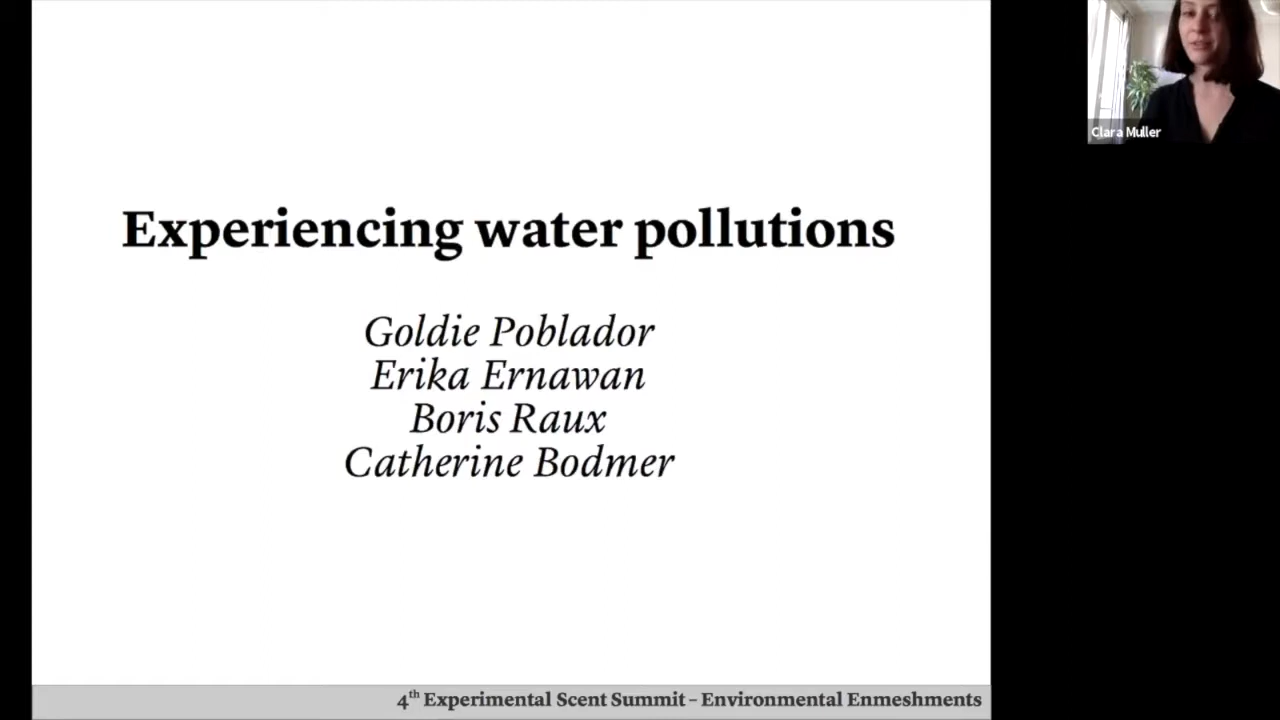 Experiencing water pollutions
Goldie Poblador
Erika Ernawan
Boris Raux
Catherine Bodmer
4th Experimental Scent Summit – Environmental Enmeshments
Clara Muller